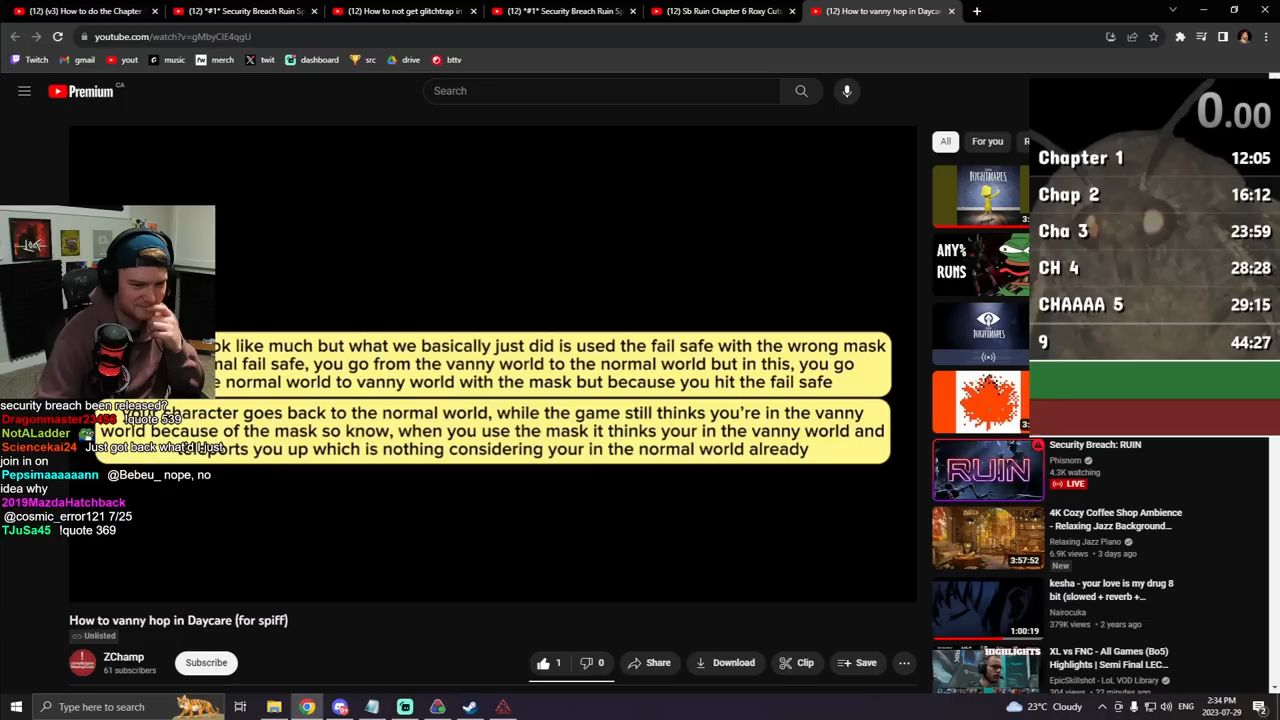 (12) (v3) How to do the Chapter
(12) *#1* Security Breach Ruin Sp
(12) How to not get glitchtrap in
(12) *#1* Security Breach Ruin Sp
(12) Sb Ruin Chapter 6 Roxy Cut
(12) How to vanny hop in Daycare
youtube.com/watch?v=gMbyCIE4qgU
Twitch
gmail
yout
music
merch
twit
dashboard
src
drive
bttv
Premium CA
Search
0.00
All
For you
Chapter 1 12:05
Chap 2 16:12
Cha 3 23:59
CH 4 28:28
CHAAAA 5 29:15
9 44:27
NIGHTMARES
ANY%
RUNS
ok like much but what we basically just did is used the fail safe with the wrong mask
nal fail safe, you go from the vanny world to the normal world but in this, you go
e normal world to vanny world with the mask but because you hit the fail safe
character goes back to the normal world, while the game still thinks you're in the vanny
world because of the mask so know, when you use the mask it thinks your in the vanny world and
ports you up which is nothing considering your in the normal world already
security breach been released?
Dragonmaster23456 !quote 539
NotALadder
Sciencekai24 Just got back what'd I just
join in on
Pepsimaaaaaann @Bebeu_ nope, no
idea why
2019MazdaHatchback
@cosmic_error121 7/25
TJuSa45 !quote 369
RUIN
Security Breach: RUIN
Phisnom
4.3K watching
LIVE
4K Cozy Coffee Shop Ambience
- Relaxing Jazz Background...
Relaxing Jazz Piano
6.9K views • 3 days ago
New
3:57:52
kesha - your love is my drug 8
bit (slowed + reverb +...
Nairocuka
379K views • 2 years ago
1:00:19
HIGHLIGHTS
XL vs FNC - All Games (Bo5)
Highlights | Semi Final LEC...
EpicSkillshot - LoL VOD Library
304 views • 32 minutes ago
How to vanny hop in Daycare (for spiff)
Unlisted
ZChamp
61 subscribers
Subscribe
1
0
Share
Download
Clip
Save
Type here to search
23°C Cloudy
2:34 PM
2023-07-29
2